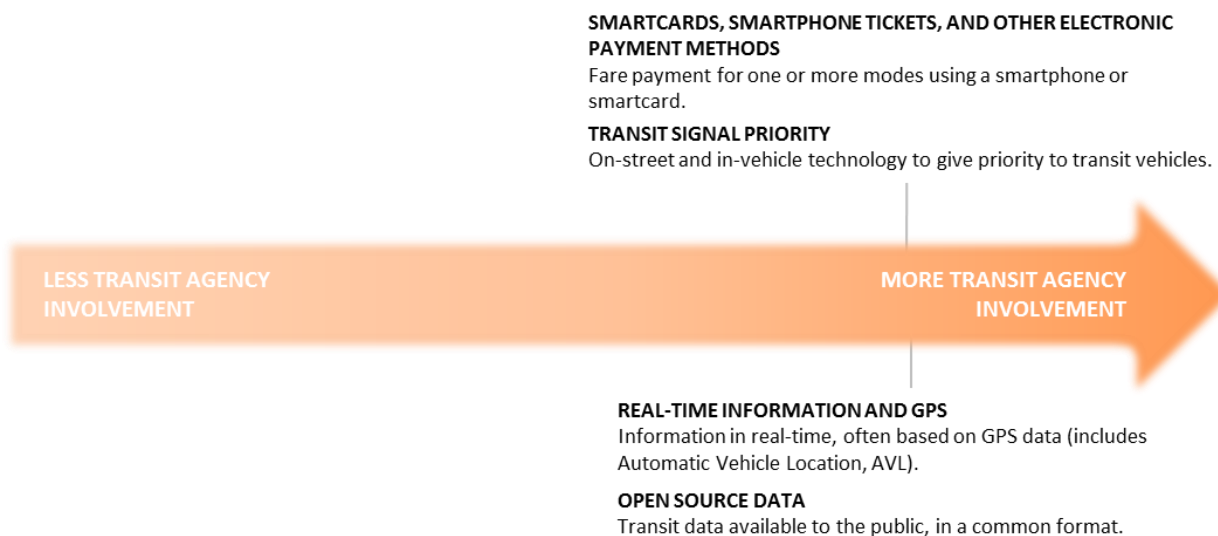 SMARTCARDS, SMARTPHONE TICKETS, AND OTHER ELECTRONIC
PAYMENT METHODS
Fare payment for one or more modes using a smartphone or
smartcard.
TRANSIT SIGNAL PRIORITY
On-street and in-vehicle technology to give priority to transit vehicles.
LESS TRANSIT AGENCY
INVOLVEMENT
MORE TRANSIT AGENCY
INVOLVEMENT
REAL-TIME INFORMATION AND GPS
Information in real-time, often based on GPS data (includes
Automatic Vehicle Location, AVL).
OPEN SOURCE DATA
Transit data available to the public, in a common format.